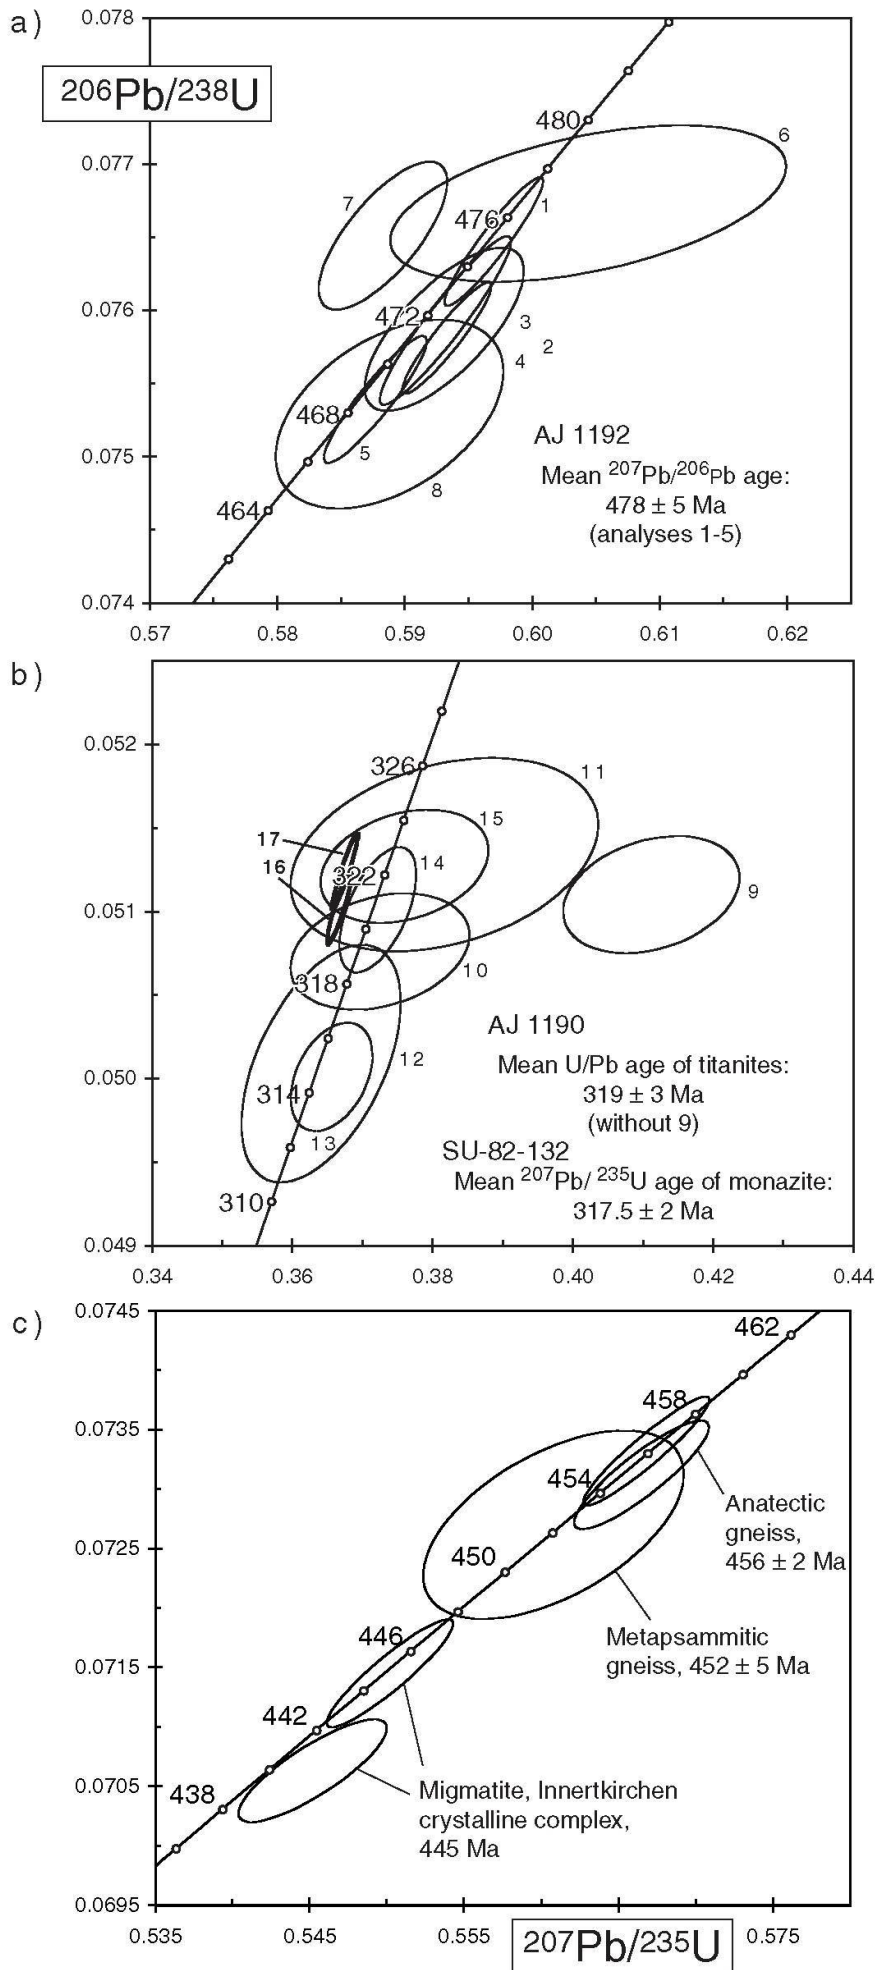 a)
0.078
²⁰⁶Pb/²³⁸U
480
6
0.077
7
476
1
0.076
472
3
2
4
468
5
0.075
8
464
AJ 1192
Mean ²⁰⁷Pb/²⁰⁶Pb age:
478 ± 5 Ma
(analyses 1-5)
0.074
0.57 0.58 0.59 0.60 0.61 0.62
b)
0.052
326
11
15
17
16
322
14
9
0.051
318
10
AJ 1190
12
0.050
314
Mean U/Pb age of titanites:
319 ± 3 Ma
(without 9)
13
SU-82-132
Mean ²⁰⁷Pb/ ²³⁵U age of monazite:
317.5 ± 2 Ma
310
0.049
0.34 0.36 0.38 0.40 0.42 0.44
c)
0.0745
462
458
0.0735
454
Anatectic
gneiss,
456 ± 2 Ma
450
0.0725
446
Metapsammitic
gneiss, 452 ± 5 Ma
0.0715
442
438
0.0705
Migmatite, Innertkirchen
crystalline complex,
445 Ma
0.0695
0.535 0.545 0.555 0.575
²⁰⁷Pb/²³⁵U